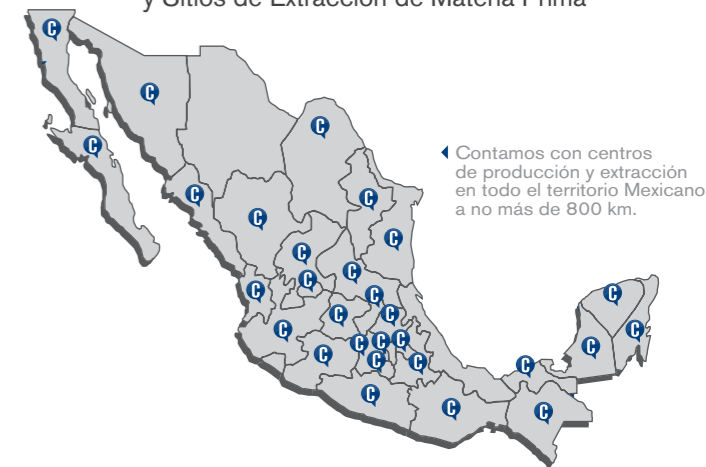 y Sitios de Extracción de Materia Prima
Contamos con centros
de producción y extracción
en todo el territorio Mexicano
a no más de 800 km.